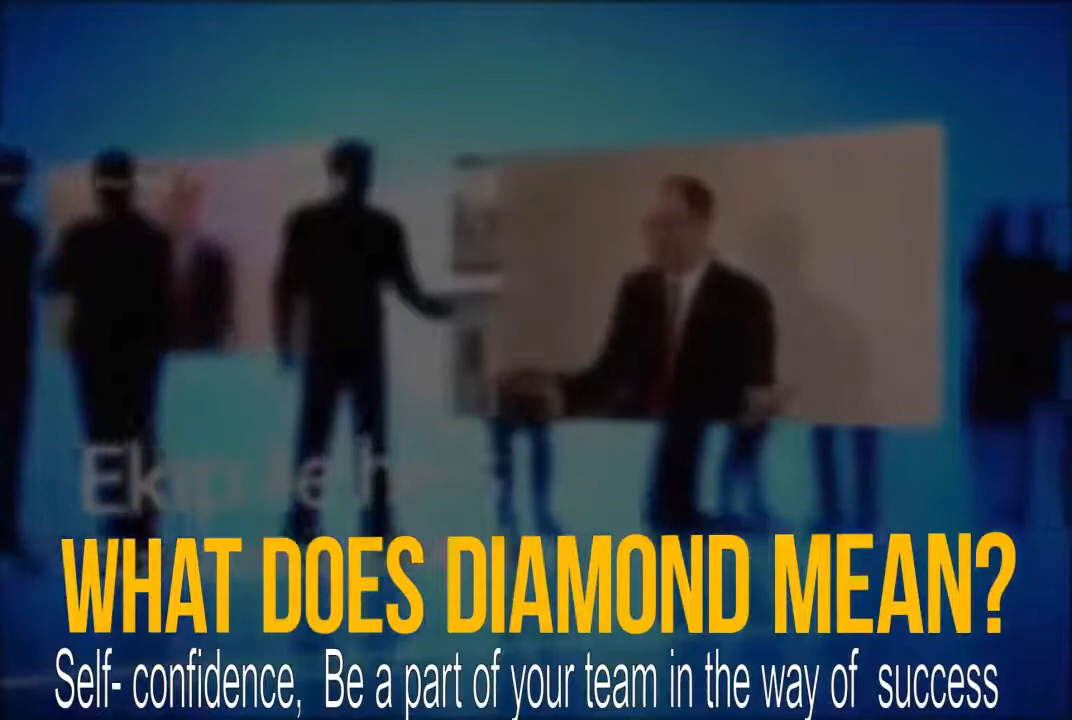 WHAT DOES DIAMOND MEAN?
Self- confidence, Be a part of your team in the way of success